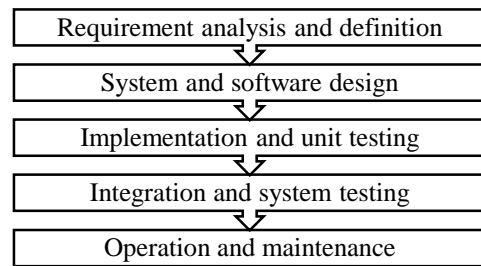 Requirement analysis and definition
System and software design
Implementation and unit testing
Integration and system testing
Operation and maintenance